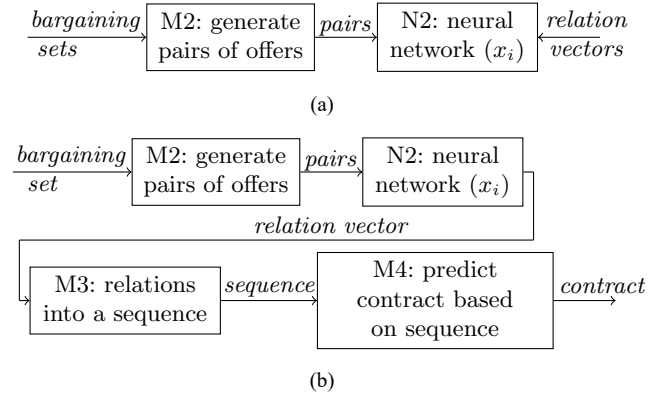 bargaining
sets
M2: generate
pairs of offers
pairs
N2: neural
network (xᵢ)
relation
vectors
(a)
bargaining
set
M2: generate
pairs of offers
pairs
N2: neural
network (xᵢ)
relation vector
M3: relations
into a sequence
sequence
M4: predict
contract based
on sequence
contract
(b)